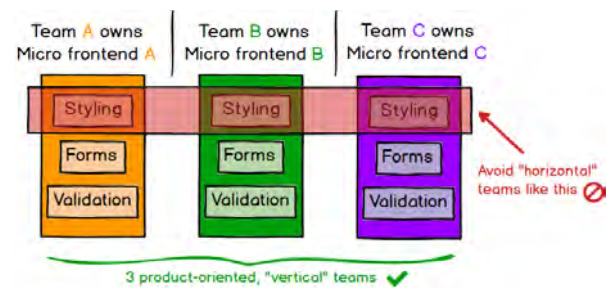 Team A owns
Micro frontend A
Team B owns
Micro frontend B
Team C owns
Micro frontend C
Styling
Styling
Styling
Forms
Forms
Forms
Validation
Validation
Validation
Avoid "horizontal"
teams like this
3 product-oriented, "vertical" teams